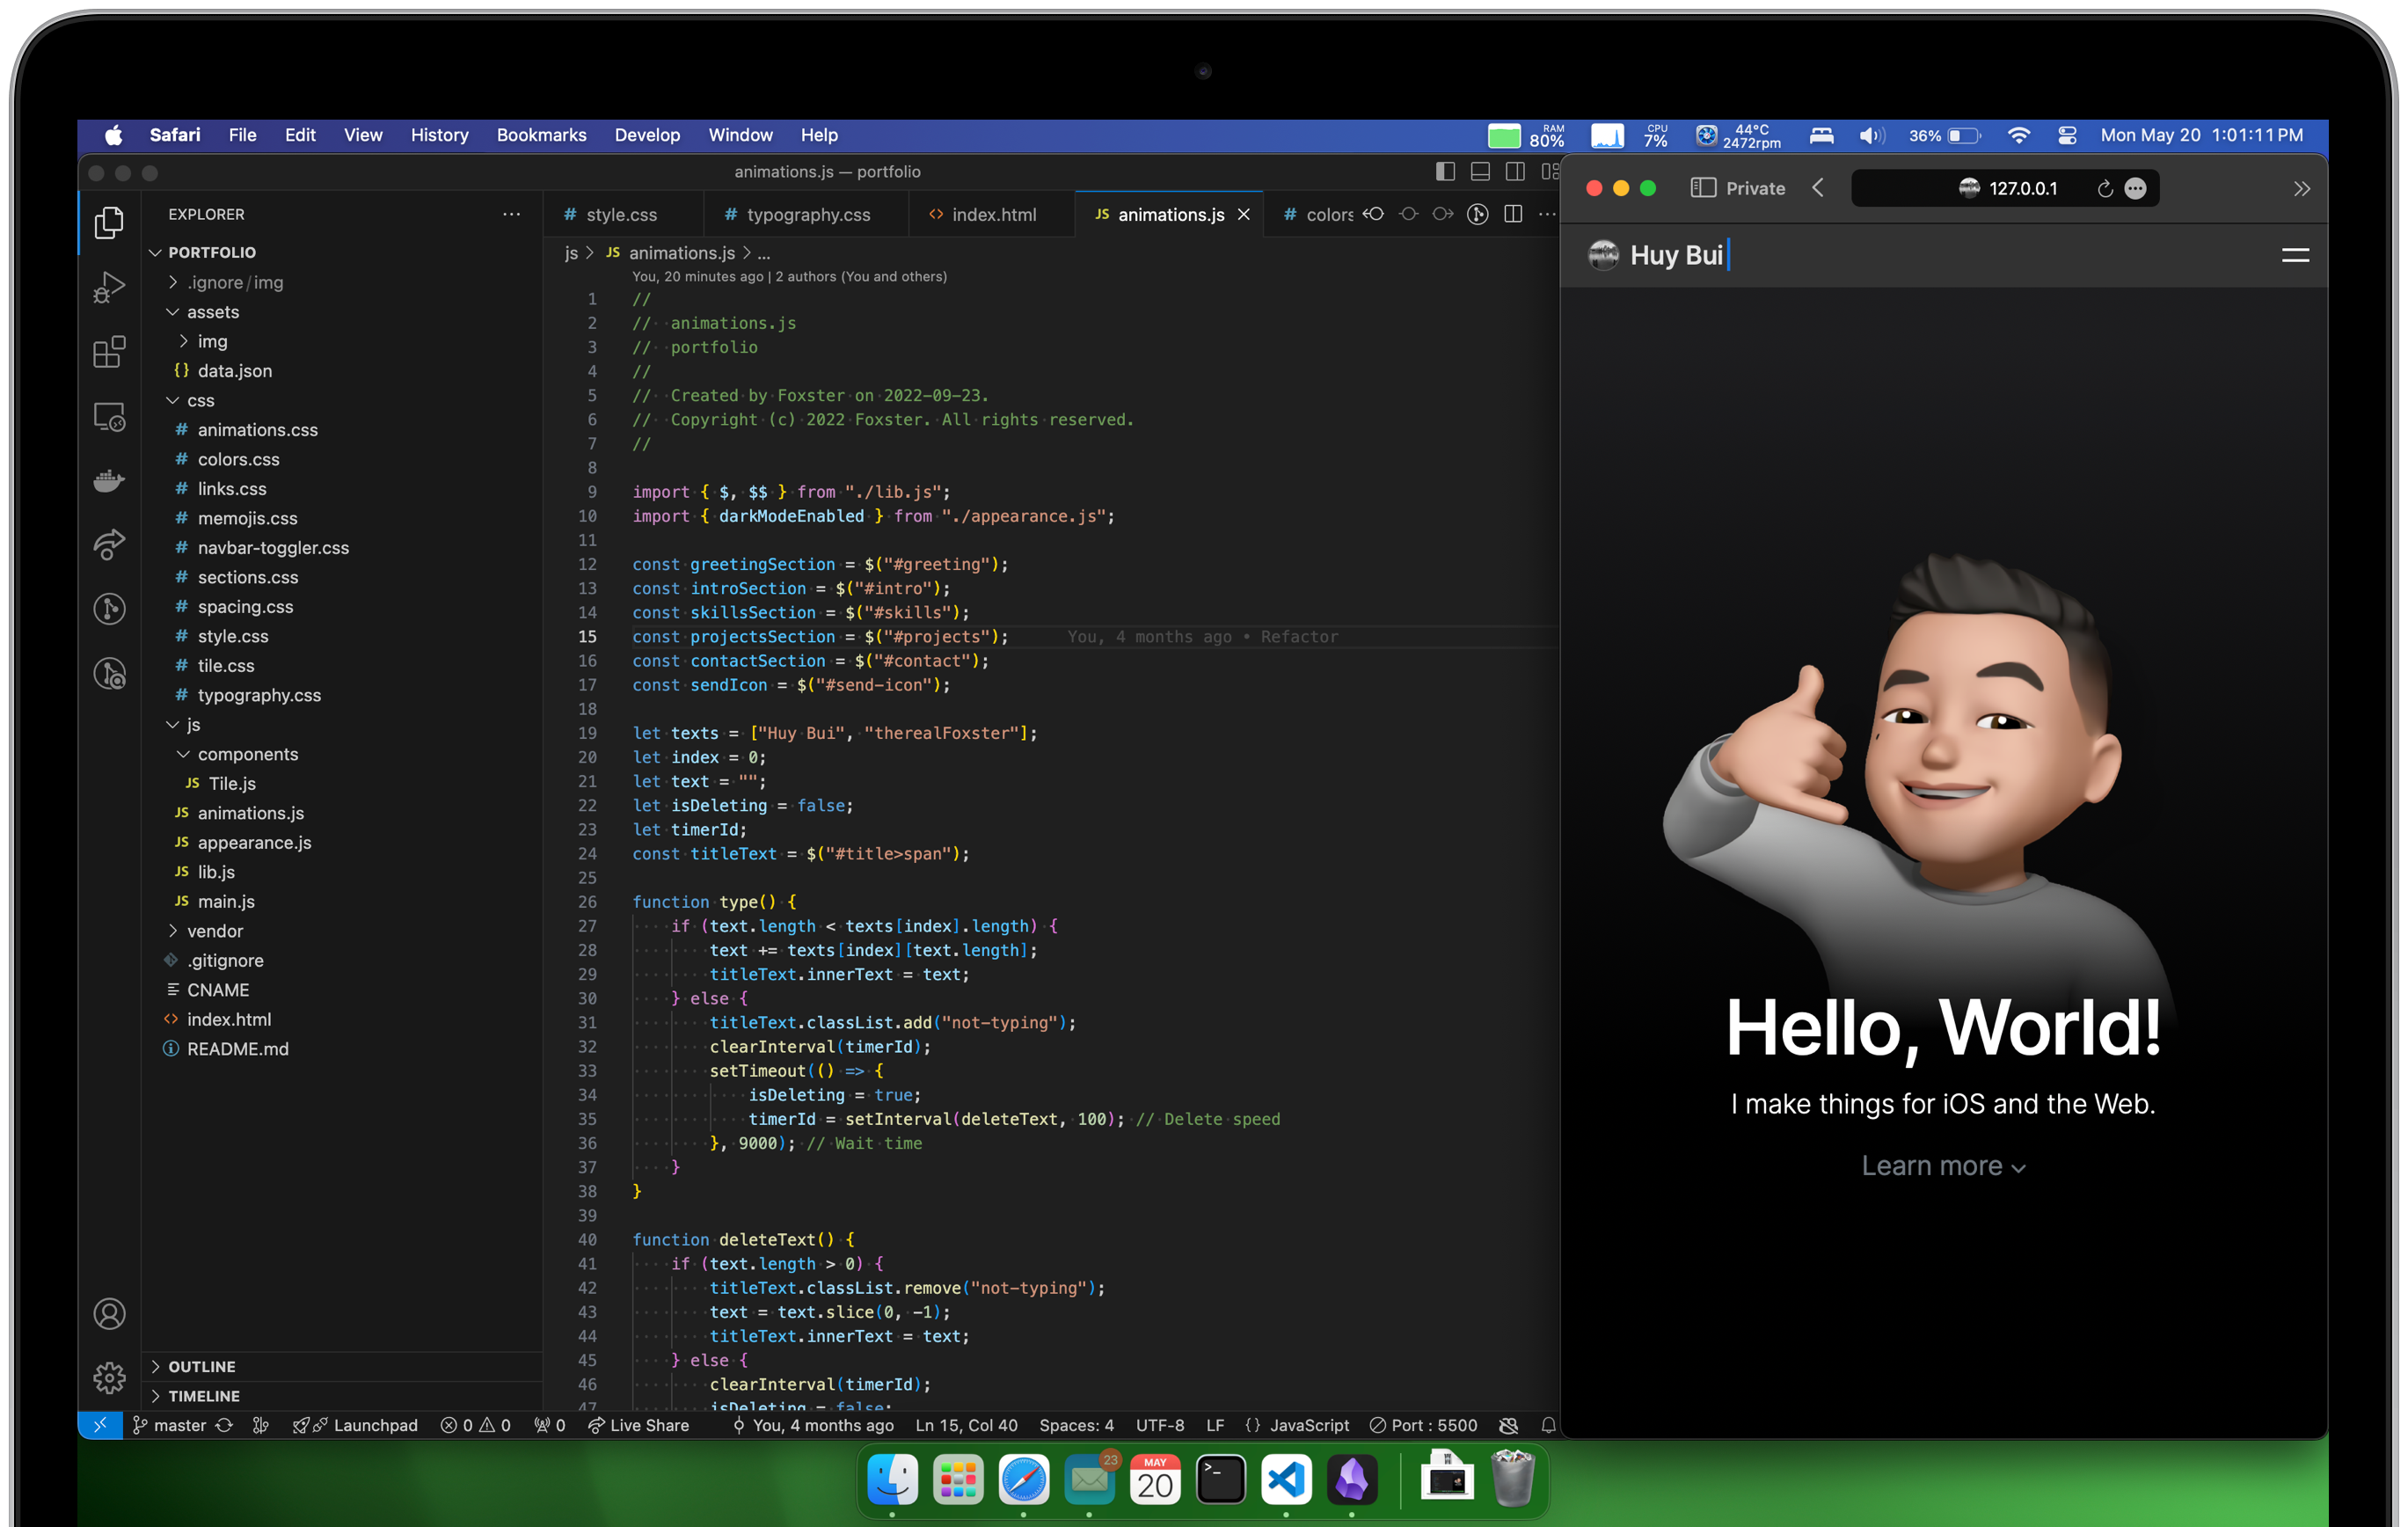 Safari File Edit View History Bookmarks Develop Window Help RAM 80% CPU 7% 44°C 2472rpm 36% Mon May 20 1:01:11 PM
animations.js — portfolio
EXPLORER
PORTFOLIO
.ignore/img
assets
img
{} data.json
css
# animations.css
# colors.css
# links.css
# memojis.css
# navbar-toggler.css
# sections.css
# spacing.css
# style.css
# tile.css
# typography.css
js
components
JS Tile.js
JS animations.js
JS appearance.js
JS lib.js
JS main.js
vendor
.gitignore
CNAME
<> index.html
README.md
OUTLINE
TIMELINE
# style.css # typography.css <> index.html JS animations.js # colors
js > JS animations.js > ...
You, 20 minutes ago | 2 authors (You and others)
1 //
2 //  animations.js
3 //  portfolio
4 //
5 //  Created by Foxster on 2022-09-23.
6 //  Copyright (c) 2022 Foxster. All rights reserved.
7 //
8
9 import { $, $$ } from "./lib.js";
10 import { darkModeEnabled } from "./appearance.js";
11
12 const greetingSection = $("#greeting");
13 const introSection = $("#intro");
14 const skillsSection = $("#skills");
15 const projectsSection = $("#projects"); You, 4 months ago • Refactor
16 const contactSection = $("#contact");
17 const sendIcon = $("#send-icon");
18
19 let texts = ["Huy Bui", "therealFoxster"];
20 let index = 0;
21 let text = "";
22 let isDeleting = false;
23 let timerId;
24 const titleText = $("#title>span");
25
26 function type() {
27     if (text.length < texts[index].length) {
28         text += texts[index][text.length];
29         titleText.innerText = text;
30     } else {
31         titleText.classList.add("not-typing");
32         clearInterval(timerId);
33         setTimeout(() => {
34             isDeleting = true;
35             timerId = setInterval(deleteText, 100); // Delete speed
36         }, 9000); // Wait time
37     }
38 }
39
40 function deleteText() {
41     if (text.length > 0) {
42         titleText.classList.remove("not-typing");
43         text = text.slice(0, -1);
44         titleText.innerText = text;
45     } else {
46         clearInterval(timerId);
47         isDeleting = false;
master Launchpad 0 0 0 Live Share You, 4 months ago Ln 15, Col 40 Spaces: 4 UTF-8 LF {} JavaScript Port : 5500
Private 127.0.0.1
Huy Bui
Hello, World!
I make things for iOS and the Web.
Learn more
23
MAY
20
>_